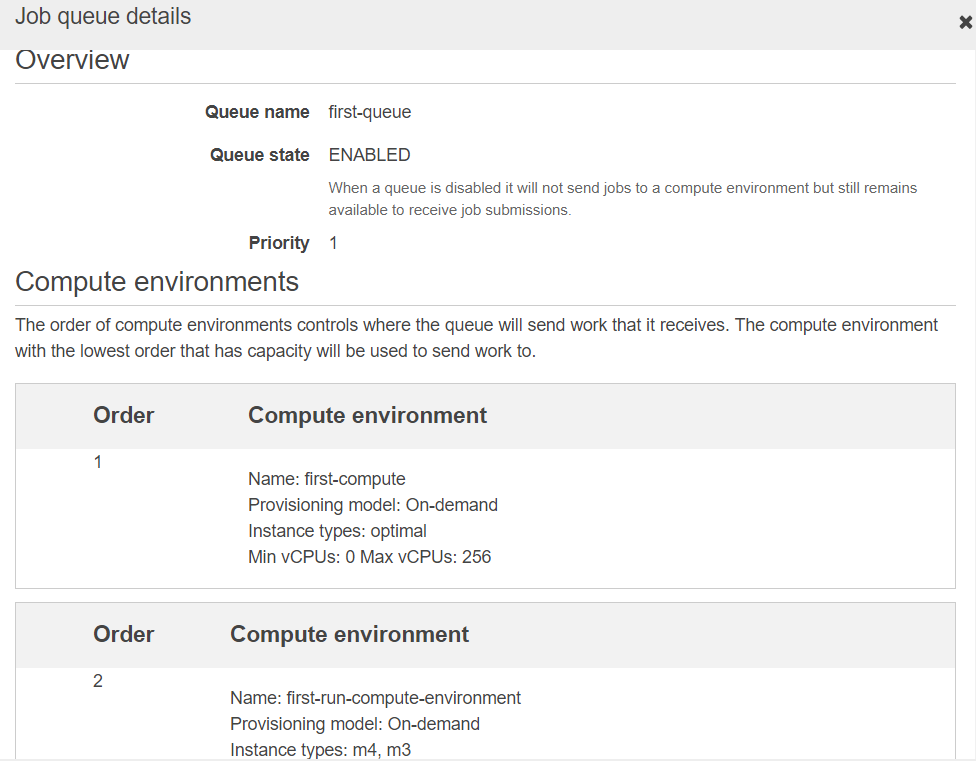 Job queue details
Overview
Queue name first-queue
Queue state ENABLED
When a queue is disabled it will not send jobs to a compute environment but still remains
available to receive job submissions.
Priority 1
Compute environments
The order of compute environments controls where the queue will send work that it receives. The compute environment
with the lowest order that has capacity will be used to send work to.
Order Compute environment
1
Name: first-compute
Provisioning model: On-demand
Instance types: optimal
Min vCPUs: 0 Max vCPUs: 256
Order Compute environment
2
Name: first-run-compute-environment
Provisioning model: On-demand
Instance types: m4, m3